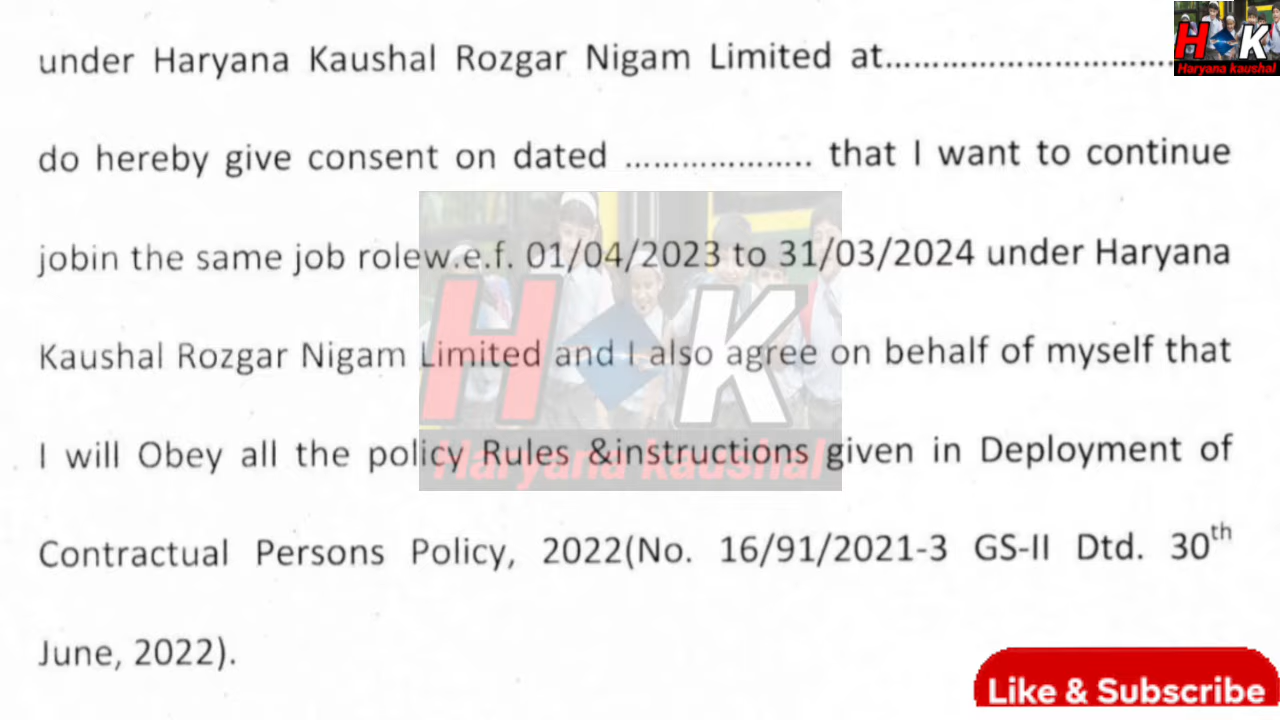 under Haryana Kaushal Rozgar Nigam Limited at..............................
H K
Haryana kaushal
do hereby give consent on dated .................... that I want to continue
jobin the same job rolew.e.f. 01/04/2023 to 31/03/2024 under Haryana
Kaushal Rozgar Nigam Limited and I also agree on behalf of myself that
H K
I will Obey all the policy Rules &instructions given in Deployment of
Haryana kaushal
Contractual Persons Policy, 2022(No. 16/91/2021-3 GS-II Dtd. 30th
June, 2022).
Like & Subscribe